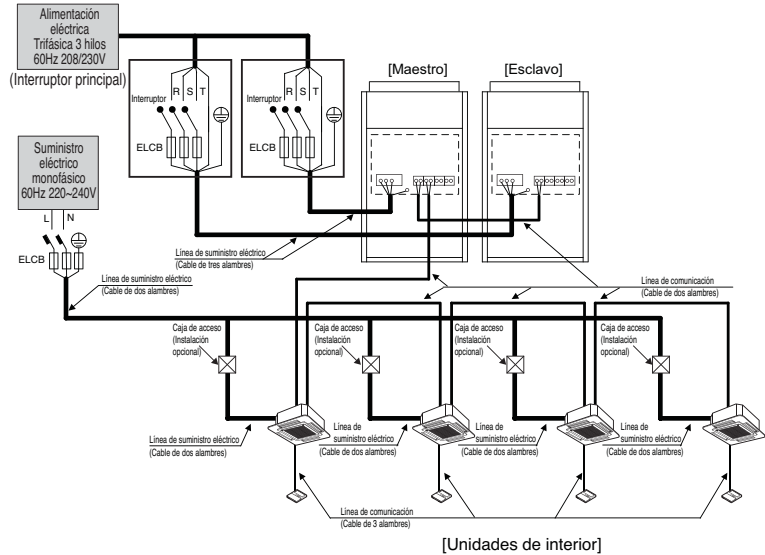 Alimentación
eléctrica
Trifásica 3 hilos
60Hz 208/230V
(Interruptor principal)
R S T
Interruptor
ELCB
R S T
Interruptor
ELCB
[Maestro]
[Esclavo]
Suministro
eléctrico
monofásico
60Hz 220~240V
L N
ELCB
Línea de suministro eléctrico
(Cable de tres alambres)
Línea de suministro eléctrico
(Cable de dos alambres)
Línea de comunicación
(Cable de dos alambres)
Caja de acceso
(Instalación
opcional)
Caja de acceso
(Instalación
opcional)
Caja de acceso
(Instalación
opcional)
Caja de acceso
(Instalación
opcional)
Línea de suministro eléctrico
(Cable de dos alambres)
Línea de
suministro eléctrico
(Cable de dos alambres)
Línea de
suministro eléctrico
(Cable de dos alambres)
Línea de
suministro eléctrico
(Cable de dos alambres)
Línea de comunicación
(Cable de 3 alambres)
[Unidades de interior]